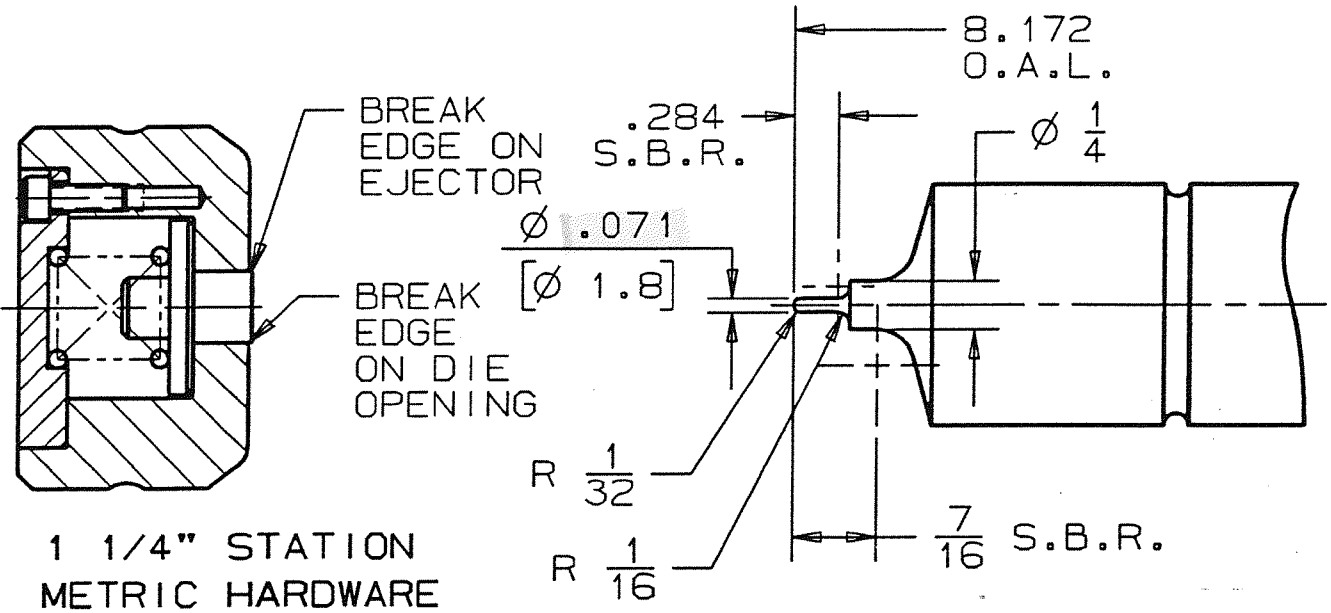 8.172
O.A.L.
.284
S.B.R.
Ø 1/4
BREAK
EDGE ON
EJECTOR
Ø .071
[Ø 1.8]
BREAK
EDGE
ON DIE
OPENING
R 1/32
R 1/16
7/16 S.B.R.
1 1/4" STATION
METRIC HARDWARE